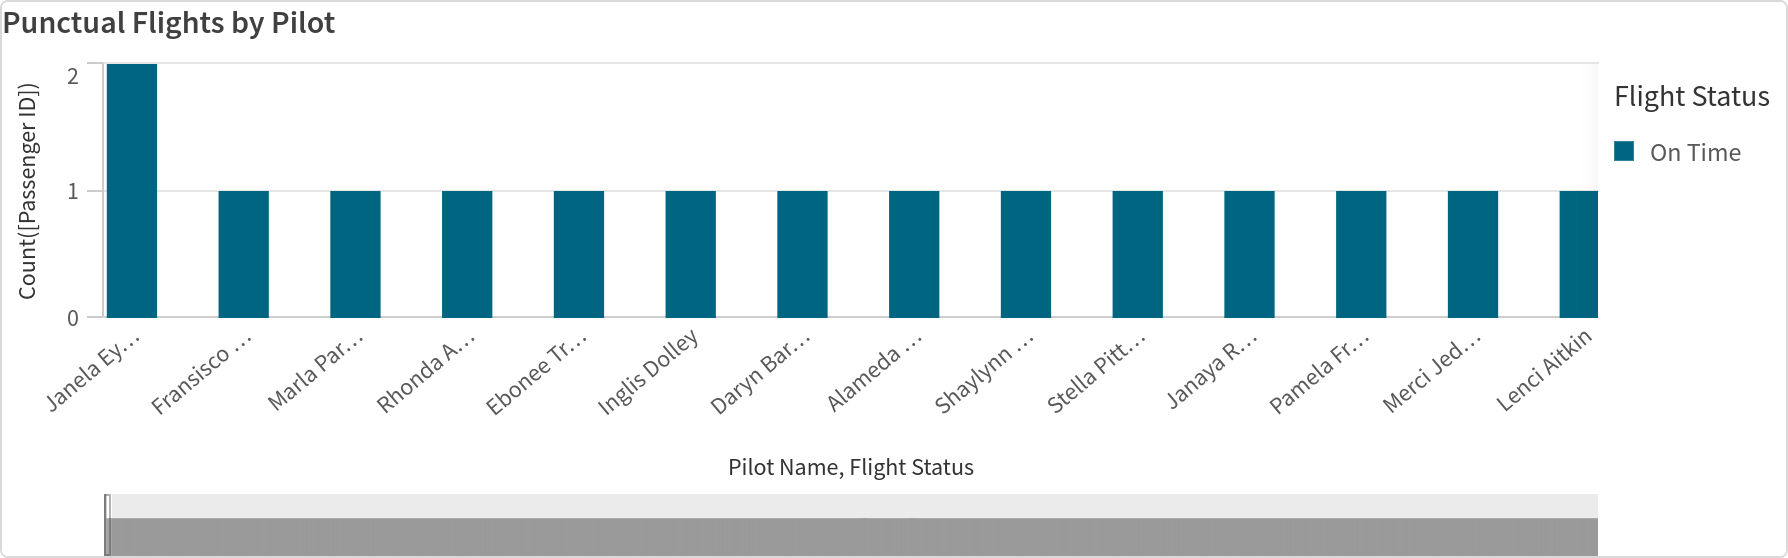 Punctual Flights by Pilot
Count([Passenger ID])
2
1
0
Janela Ey...
Fransisco ...
Marla Par...
Rhonda A...
Ebonee Tr...
Inglis Dolley
Daryn Bar...
Alameda ...
Shaylynn ...
Stella Pitt...
Janaya R...
Pamela Fr...
Merci Jed...
Lenci Aitkin
Pilot Name, Flight Status
Flight Status
On Time